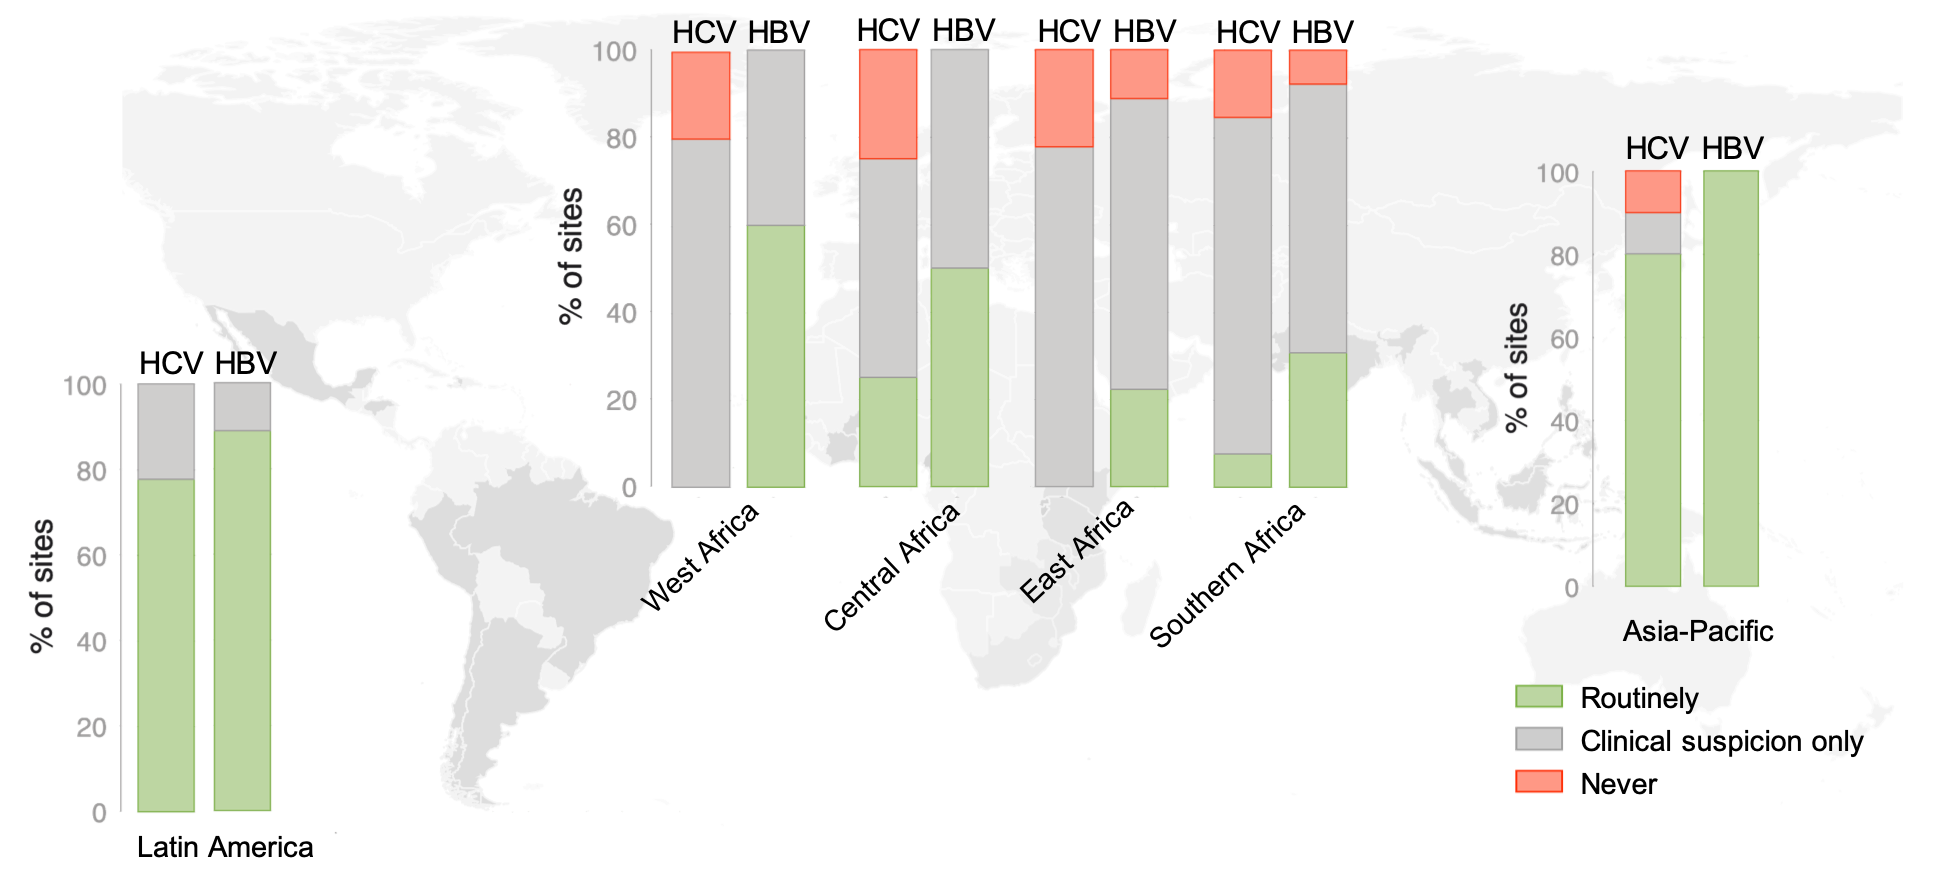 HCV HBV
100
80
60
40
20
0
% of sites
Latin America
HCV HBV HCV HBV HCV HBV HCV HBV
100
80
60
40
20
0
% of sites
West Africa
Central Africa
East Africa
Southern Africa
HCV HBV
100
80
60
40
20
0
% of sites
Asia-Pacific
Routinely
Clinical suspicion only
Never